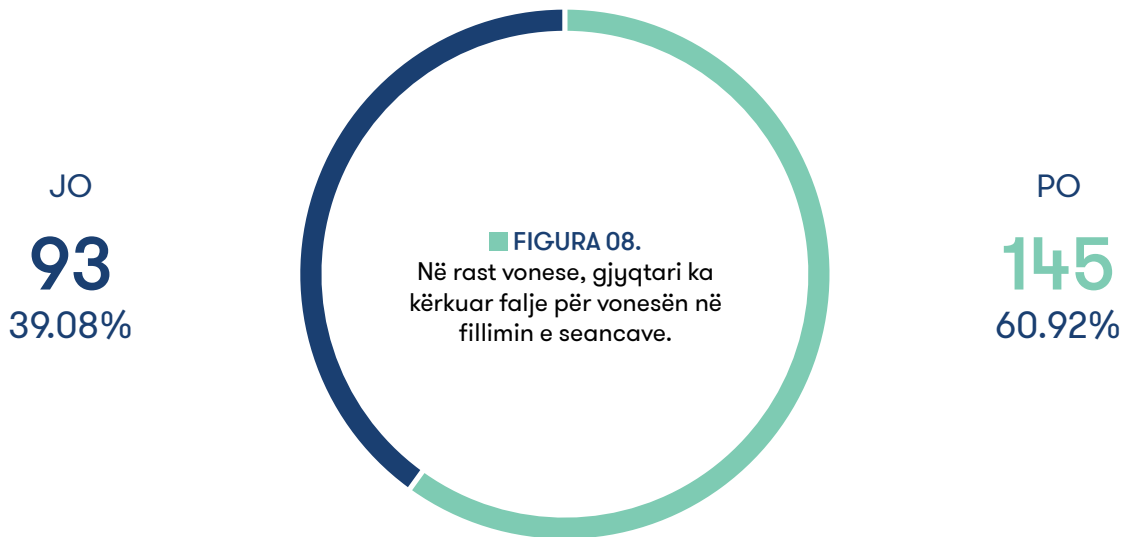 JO
93
39.08%
FIGURA 08.
Në rast vonese, gjyqtari ka
kërkuar falje për vonesën në
fillimin e seancave.
PO
145
60.92%